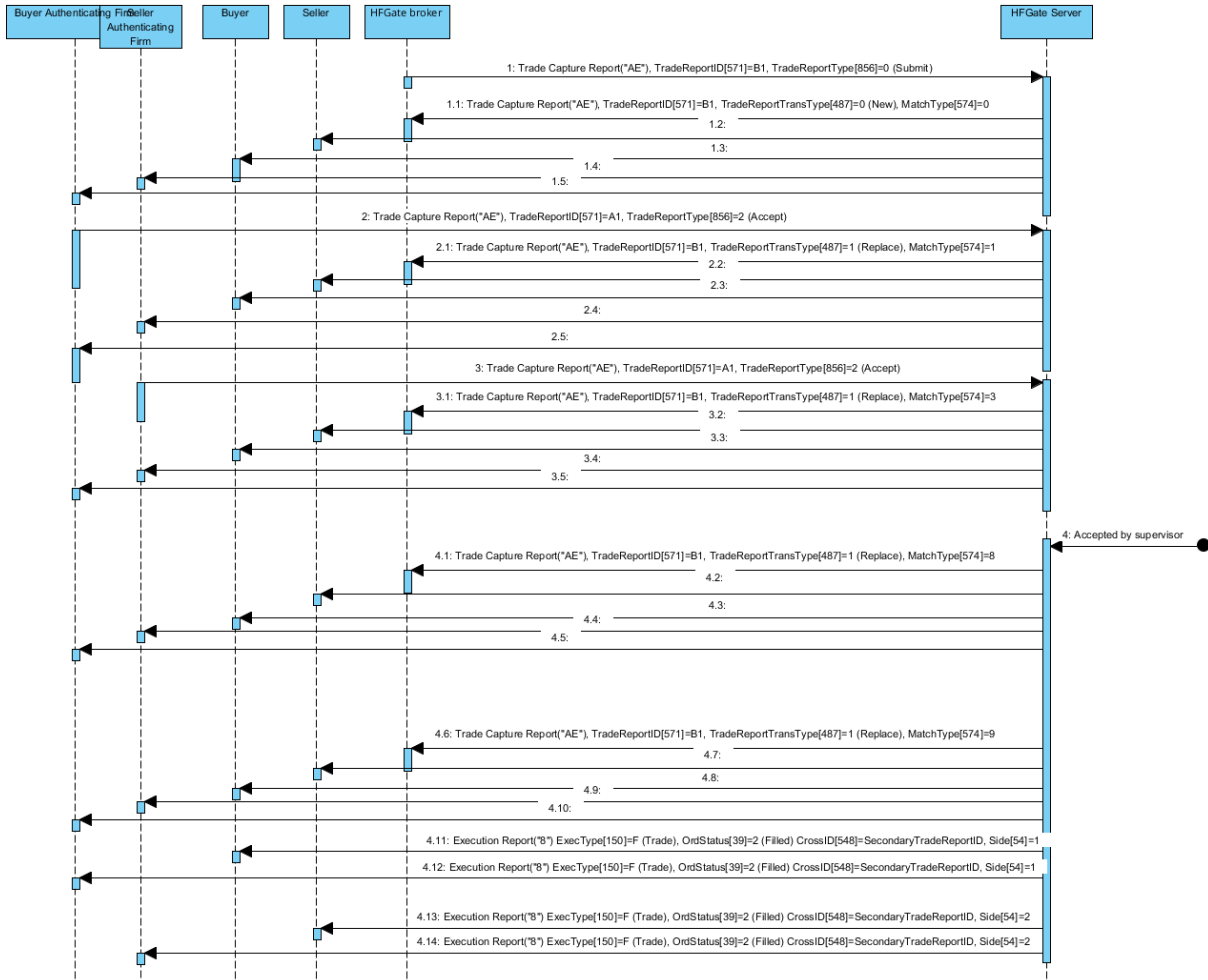 Buyer Authenticating Firm
Seller
Authenticating
Firm
Buyer
Seller
HFGate broker
HFGate Server
1: Trade Capture Report("AE"), TradeReportID[571]=B1, TradeReportType[856]=0 (Submit)
1.1: Trade Capture Report("AE"), TradeReportID[571]=B1, TradeReportTransType[487]=0 (New), MatchType[574]=0
1.2:
1.3:
1.4:
1.5:
2: Trade Capture Report("AE"), TradeReportID[571]=A1, TradeReportType[856]=2 (Accept)
2.1: Trade Capture Report("AE"), TradeReportID[571]=B1, TradeReportTransType[487]=1 (Replace), MatchType[574]=1
2.2:
2.3:
2.4:
2.5:
3: Trade Capture Report("AE"), TradeReportID[571]=A1, TradeReportType[856]=2 (Accept)
3.1: Trade Capture Report("AE"), TradeReportID[571]=B1, TradeReportTransType[487]=1 (Replace), MatchType[574]=3
3.2:
3.3:
3.4:
3.5:
4: Accepted by supervisor
4.1: Trade Capture Report("AE"), TradeReportID[571]=B1, TradeReportTransType[487]=1 (Replace), MatchType[574]=8
4.2:
4.3:
4.4:
4.5:
4.6: Trade Capture Report("AE"), TradeReportID[571]=B1, TradeReportTransType[487]=1 (Replace), MatchType[574]=9
4.7:
4.8:
4.9:
4.10:
4.11: Execution Report("8") ExecType[150]=F (Trade), OrdStatus[39]=2 (Filled) CrossID[548]=SecondaryTradeReportID, Side[54]=1
4.12: Execution Report("8") ExecType[150]=F (Trade), OrdStatus[39]=2 (Filled) CrossID[548]=SecondaryTradeReportID, Side[54]=1
4.13: Execution Report("8") ExecType[150]=F (Trade), OrdStatus[39]=2 (Filled) CrossID[548]=SecondaryTradeReportID, Side[54]=2
4.14: Execution Report("8") ExecType[150]=F (Trade), OrdStatus[39]=2 (Filled) CrossID[548]=SecondaryTradeReportID, Side[54]=2